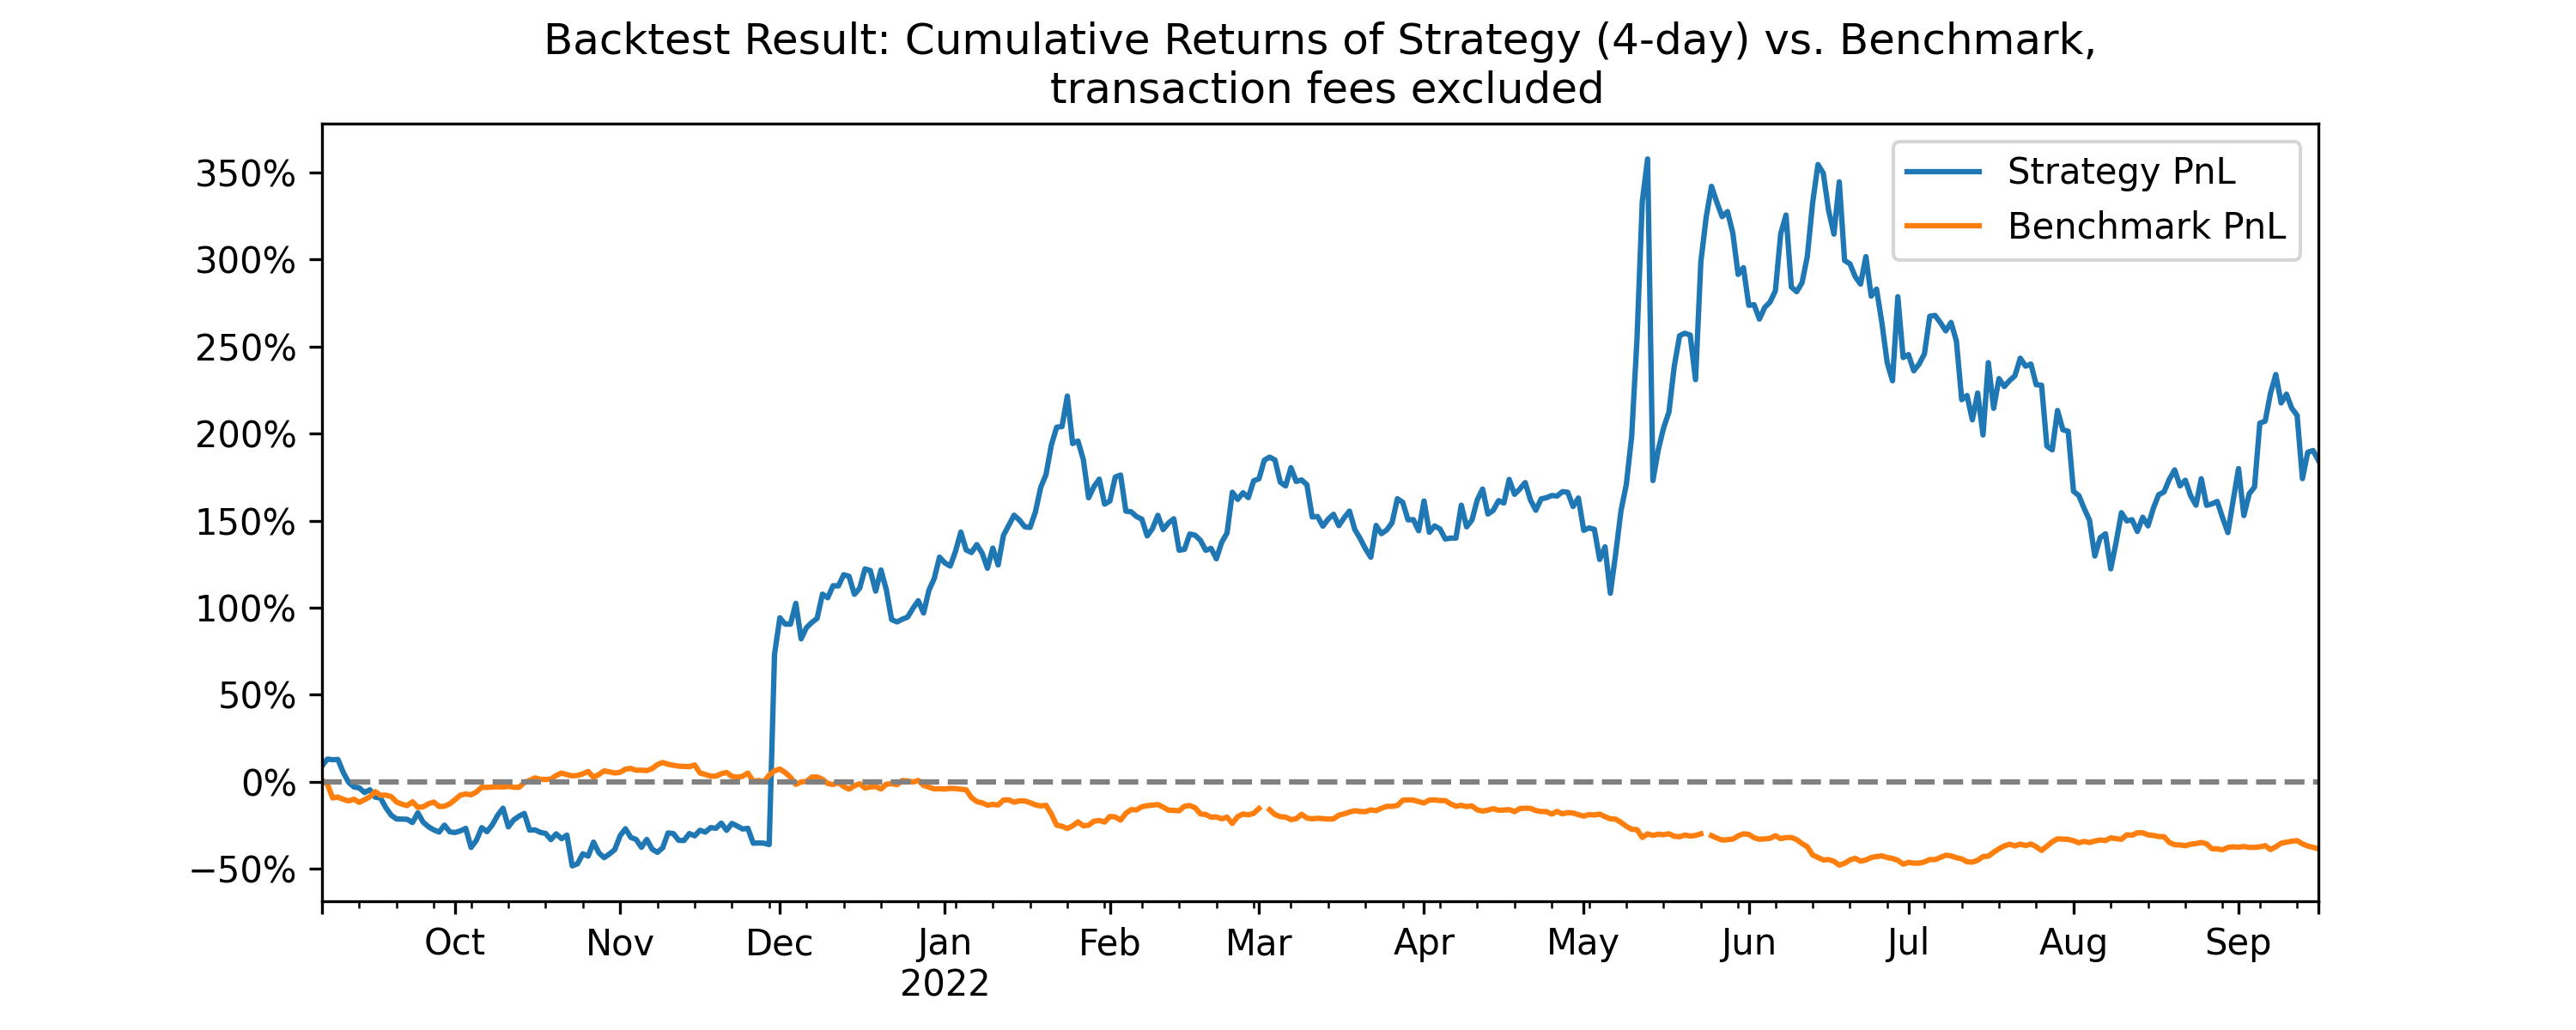 Backtest Result: Cumulative Returns of Strategy (4-day) vs. Benchmark,
transaction fees excluded
350%
300%
250%
200%
150%
100%
50%
0%
−50%
Strategy PnL
Benchmark PnL
Oct Nov Dec Jan Feb Mar Apr May Jun Jul Aug Sep
2022